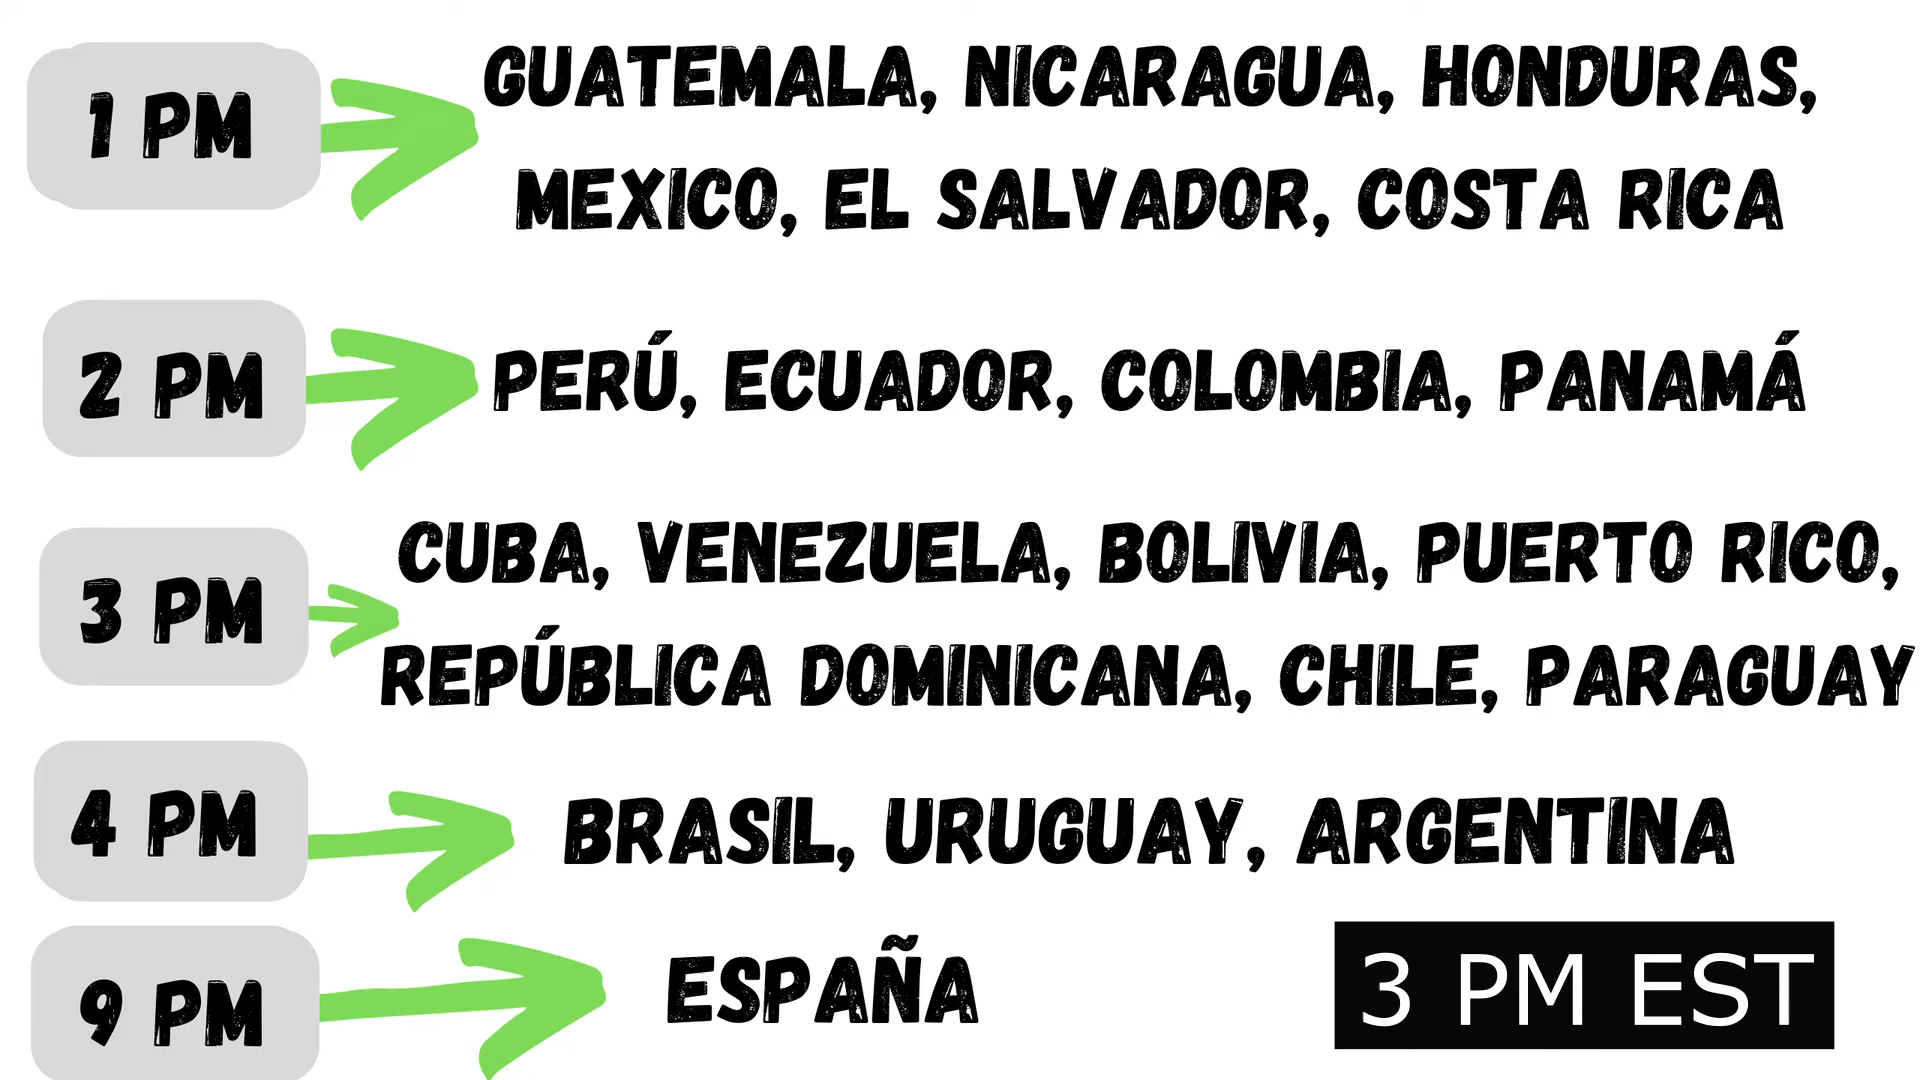 1 PM
GUATEMALA, NICARAGUA, HONDURAS,
MEXICO, EL SALVADOR, COSTA RICA
2 PM
PERÚ, ECUADOR, COLOMBIA, PANAMÁ
3 PM
CUBA, VENEZUELA, BOLIVIA, PUERTO RICO,
REPÚBLICA DOMINICANA, CHILE, PARAGUAY
4 PM
BRASIL, URUGUAY, ARGENTINA
9 PM
ESPAÑA
3 PM EST